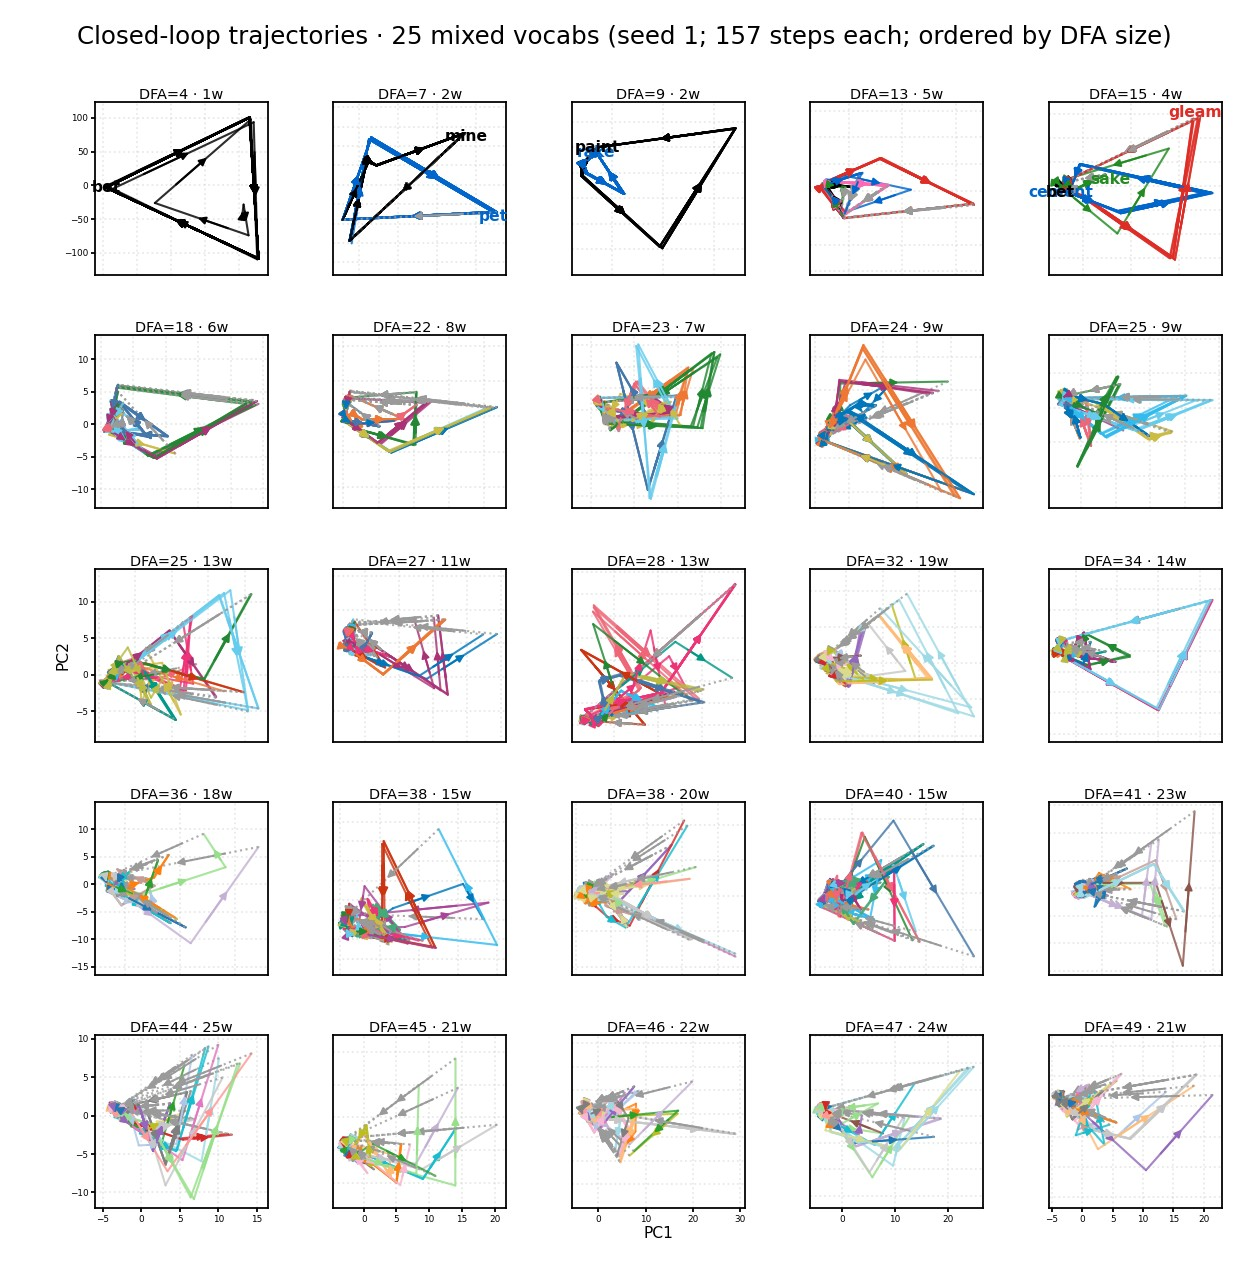 Closed-loop trajectories · 25 mixed vocabs (seed 1; 157 steps each; ordered by DFA size)
DFA=4 · 1w
DFA=7 · 2w
DFA=9 · 2w
DFA=13 · 5w
DFA=15 · 4w
100
50
0
−50
−100
mine
pet
paint
gleam
sake
DFA=18 · 6w
DFA=22 · 8w
DFA=23 · 7w
DFA=24 · 9w
DFA=25 · 9w
10
5
0
−5
−10
DFA=25 · 13w
DFA=27 · 11w
DFA=28 · 13w
DFA=32 · 19w
DFA=34 · 14w
10
5
0
−5
PC2
DFA=36 · 18w
DFA=38 · 15w
DFA=38 · 20w
DFA=40 · 15w
DFA=41 · 23w
10
5
0
−5
−10
−15
DFA=44 · 25w
DFA=45 · 21w
DFA=46 · 22w
DFA=47 · 24w
DFA=49 · 21w
10
5
0
−5
−10
−5 0 5 10 15
0 5 10 15 20
0 10 20 30
0 10 20
−5 0 5 10 15 20
PC1